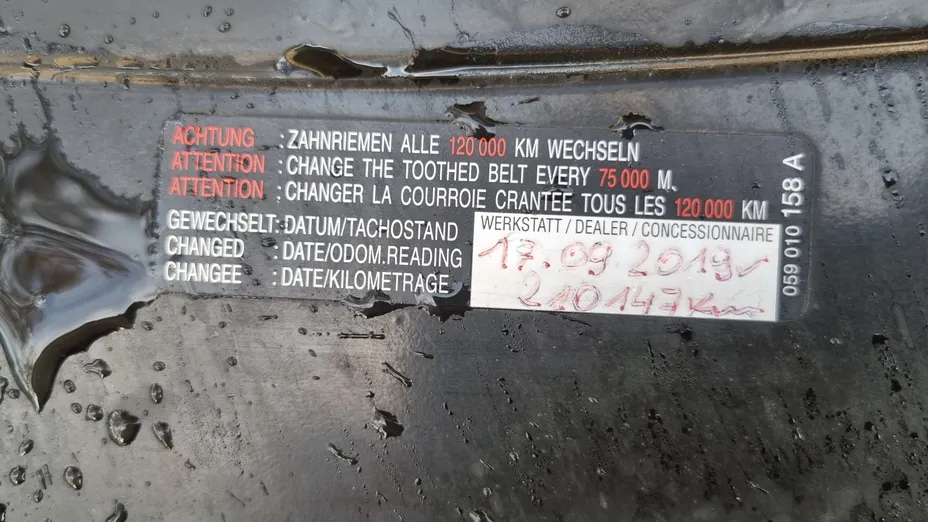 ACHTUNG : ZAHNRIEMEN ALLE 120 000 KM WECHSELN
ATTENTION : CHANGE THE TOOTHED BELT EVERY 75 000 M.
ATTENTION : CHANGER LA COURROIE CRANTÉE TOUS LES 120.000 KM
GEWECHSELT: DATUM/TACHOSTAND
CHANGED : DATE/ODOM.READING
CHANGEE : DATE/KILOMETRAGE
WERKSTATT / DEALER / CONCESSIONNAIRE
17.09 2019
210147 Km
059 010 158 A